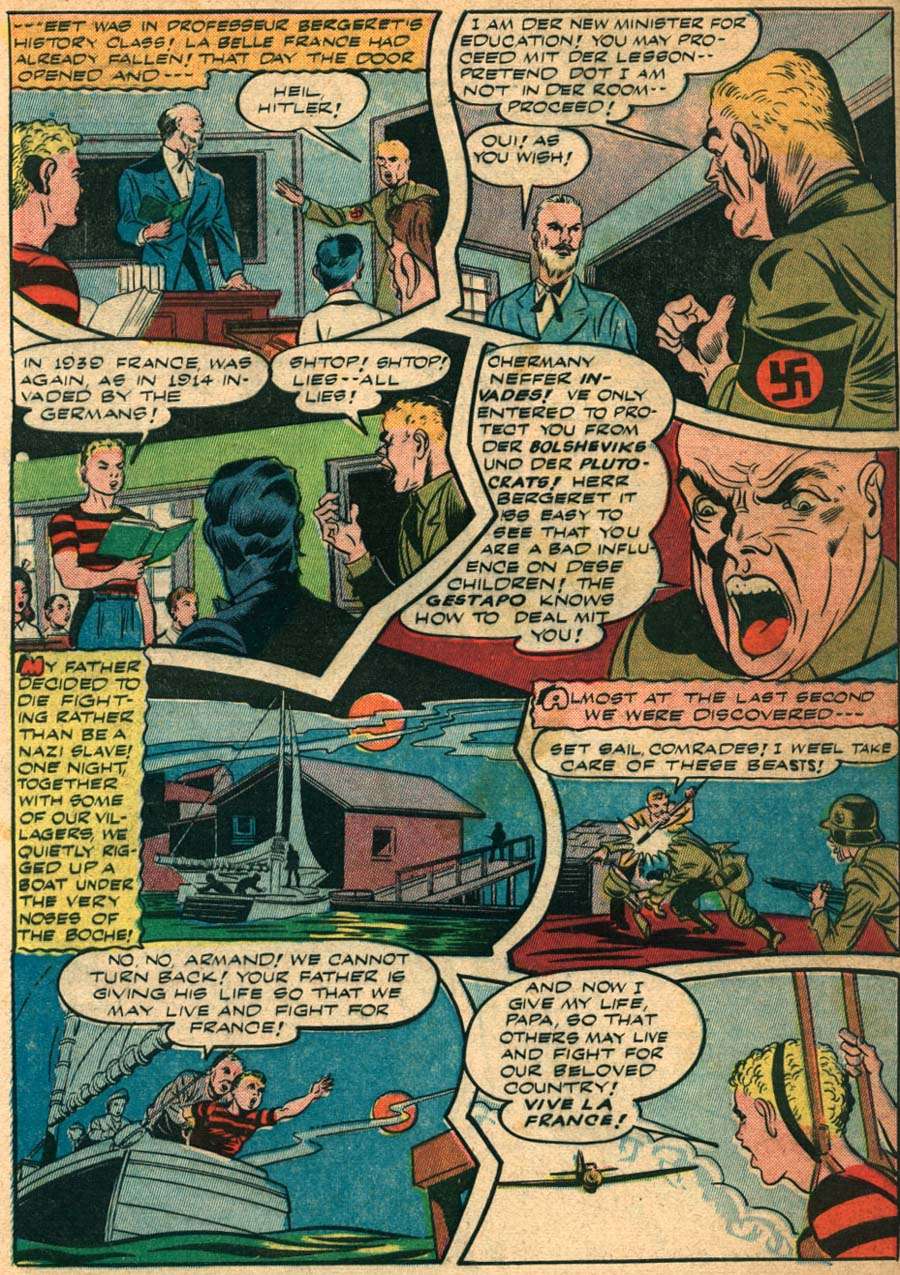 ---EET WAS IN PROFESSEUR BERGERET'S
HISTORY CLASS! LA BELLE FRANCE HAD
ALREADY FALLEN! THAT DAY THE DOOR
OPENED AND---
HEIL,
HITLER!
I AM DER NEW MINISTER FOR
EDUCATION! YOU MAY PRO-
CEED MIT DER LESSON--
PRETEND DOT I AM
NOT IN DER ROOM--
PROCEED!
OUI! AS
YOU WISH!
IN 1939 FRANCE, WAS
AGAIN, AS IN 1914 IN-
VADED BY THE
GERMANS!
SHTOP! SHTOP!
LIES--ALL
LIES!
CHERMANY
NEFFER IN-
VADES! VE ONLY
ENTERED TO PRO-
TECT YOU FROM
DER BOLSHEVIKS
UND DER PLUTO-
CRATS! HERR
BERGERET IT
ISS EASY TO
SEE THAT YOU
ARE A BAD INFLU-
ENCE ON DESE
CHILDREN! THE
GESTAPO KNOWS
HOW TO DEAL MIT
YOU!
MY FATHER
DECIDED TO
DIE FIGHT-
ING RATHER
THAN BE A
NAZI SLAVE!
ONE NIGHT,
TOGETHER
WITH SOME
OF OUR VIL-
LAGERS, WE
QUIETLY RIG-
GED UP A
BOAT UNDER
THE VERY
NOSES OF
THE BOCHE!
ALMOST AT THE LAST SECOND
WE WERE DISCOVERED---
SET SAIL, COMRADES! I WEEL TAKE
CARE OF THESE BEASTS!
NO, NO, ARMAND! WE CANNOT
TURN BACK! YOUR FATHER IS
GIVING HIS LIFE SO THAT WE
MAY LIVE AND FIGHT FOR
FRANCE!
AND NOW I
GIVE MY LIFE,
PAPA, SO THAT
OTHERS MAY LIVE
AND FIGHT FOR
OUR BELOVED
COUNTRY!
VIVE LA
FRANCE!